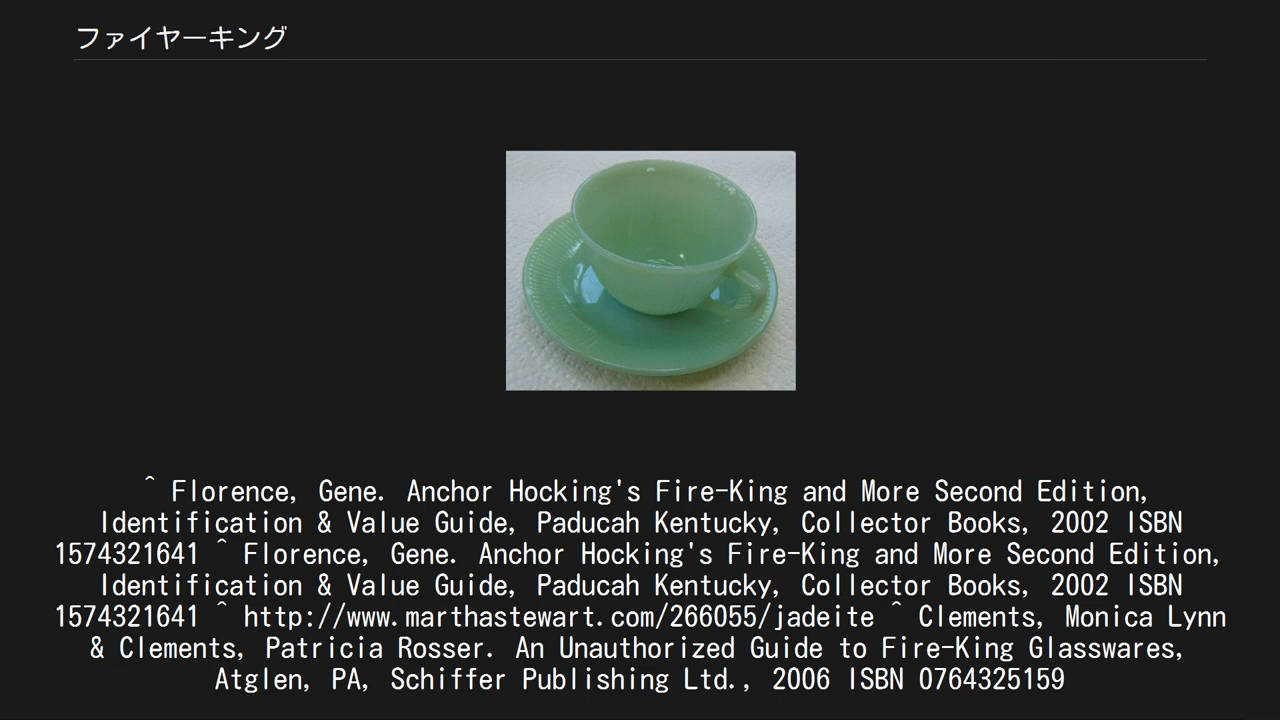 ファイヤーキング
^ Florence, Gene. Anchor Hocking's Fire-King and More Second Edition,
Identification & Value Guide, Paducah Kentucky, Collector Books, 2002 ISBN
1574321641 ^ Florence, Gene. Anchor Hocking's Fire-King and More Second Edition,
Identification & Value Guide, Paducah Kentucky, Collector Books, 2002 ISBN
1574321641 ^ http://www.marthastewart.com/266055/jadeite ^ Clements, Monica Lynn
& Clements, Patricia Rosser. An Unauthorized Guide to Fire-King Glasswares,
Atglen, PA, Schiffer Publishing Ltd., 2006 ISBN 0764325159